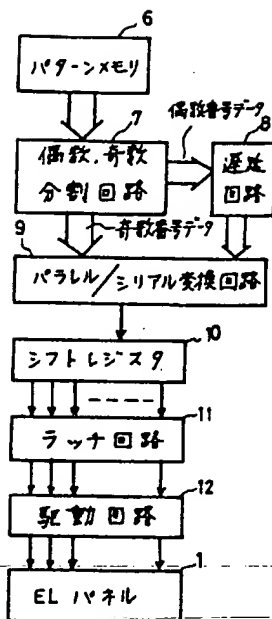 6
パターンメモリ
7
偶数番号データ
8
偶数、奇数
分割回路
遅延
回路
奇数番号データ
9
パラレル/シリアル変換回路
10
シフトレジスタ
11
ラッチ回路
12
駆動回路
1
EL パネル